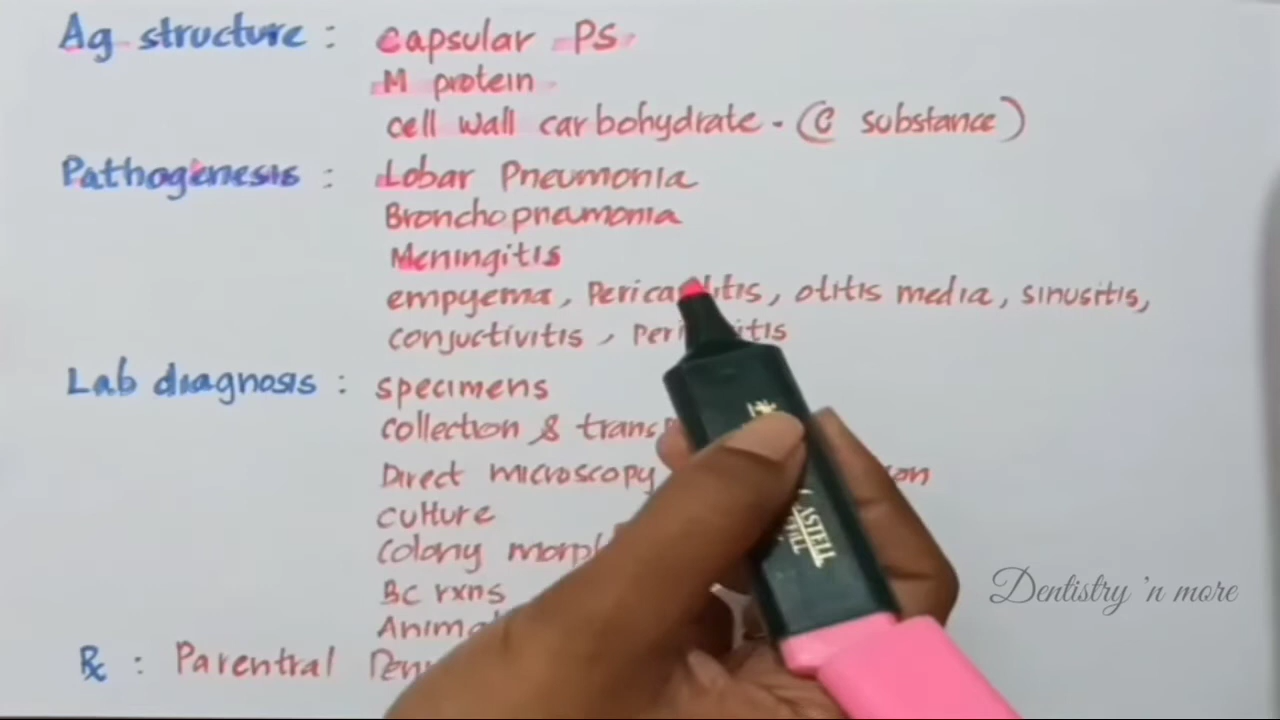 Ag structure : capsular PS
M protein
cell wall carbohydrate - (C substance)
Pathogenesis : Lobar Pneumonia
Bronchopneumonia
Meningitis
empyema, otitis media, sinusitis,
conjuctivitis,
Lab diagnosis : specimens
collection &
Direct microscopy
culture
Colony
BC rxns
Rx : Parentral
Dentistry 'n more